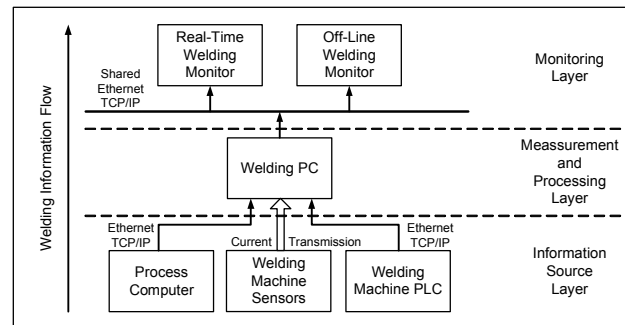 Welding Information Flow
Real-Time
Welding
Monitor
Off-Line
Welding
Monitor
Monitoring
Layer
Shared
Ethernet
TCP/IP
Welding PC
Meassurement
and
Processing
Layer
Ethernet
TCP/IP
Current Transmission
Ethernet
TCP/IP
Process
Computer
Welding
Machine
Sensors
Welding
Machine PLC
Information
Source
Layer